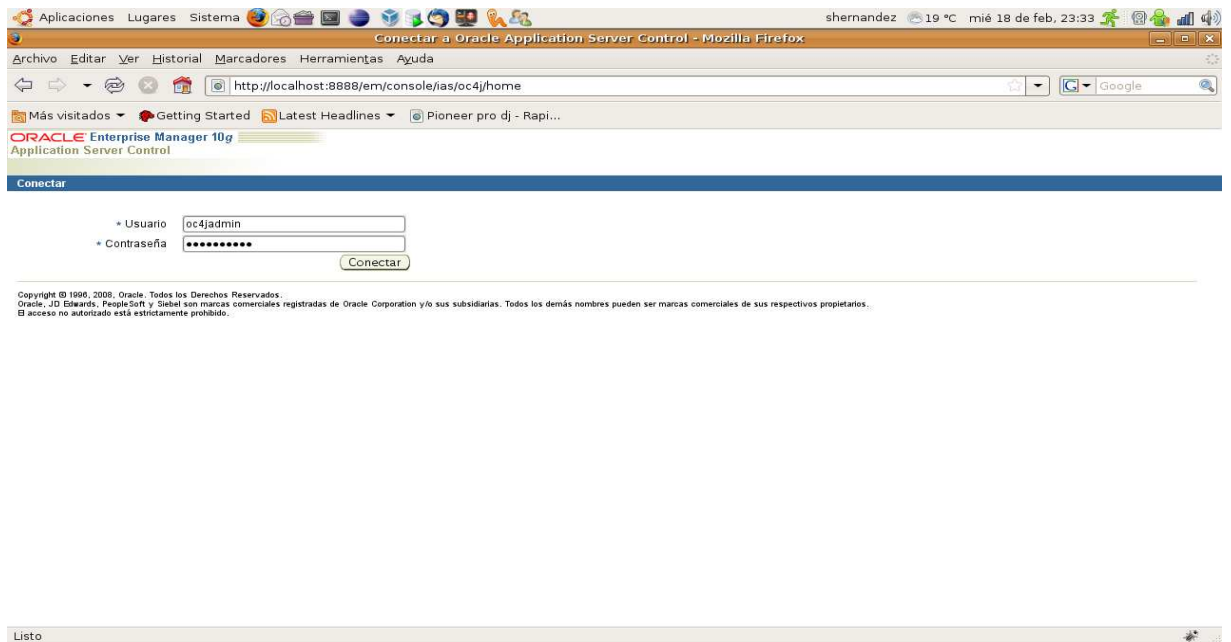 Aplicaciones Lugares Sistema shernandez 19 °C mié 18 de feb, 23:33
Conectar a Oracle Application Server Control - Mozilla Firefox
Archivo Editar Ver Historial Marcadores Herramientas Ayuda
http://localhost:8888/em/console/ias/oc4j/home G Google
Más visitados Getting Started Latest Headlines Pioneer pro dj - Rapi...
ORACLE Enterprise Manager 10g
Application Server Control
Conectar
* Usuario oc4jadmin
* Contraseña ••••••••••
Conectar
Copyright © 1996, 2008, Oracle. Todos los Derechos Reservados.
Oracle, JD Edwards, PeopleSoft y Siebel son marcas comerciales registradas de Oracle Corporation y/o sus subsidiarias. Todos los demás nombres pueden ser marcas comerciales de sus respectivos propietarios.
El acceso no autorizado está estrictamente prohibido.
Listo